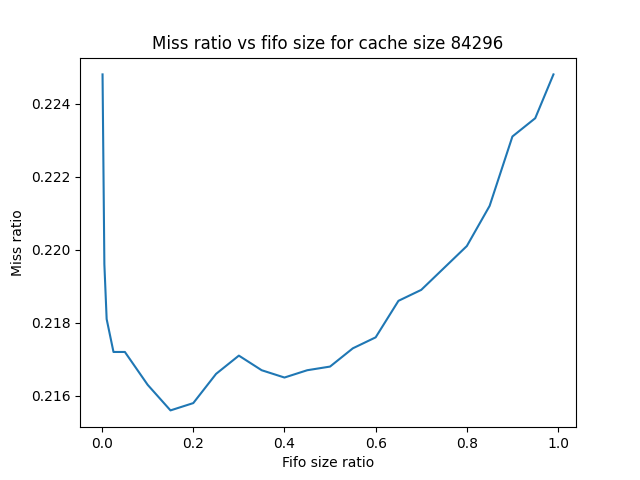 Miss ratio vs fifo size for cache size 84296
0.224
0.222
0.220
0.218
0.216
Miss ratio
0.0 0.2 0.4 0.6 0.8 1.0
Fifo size ratio